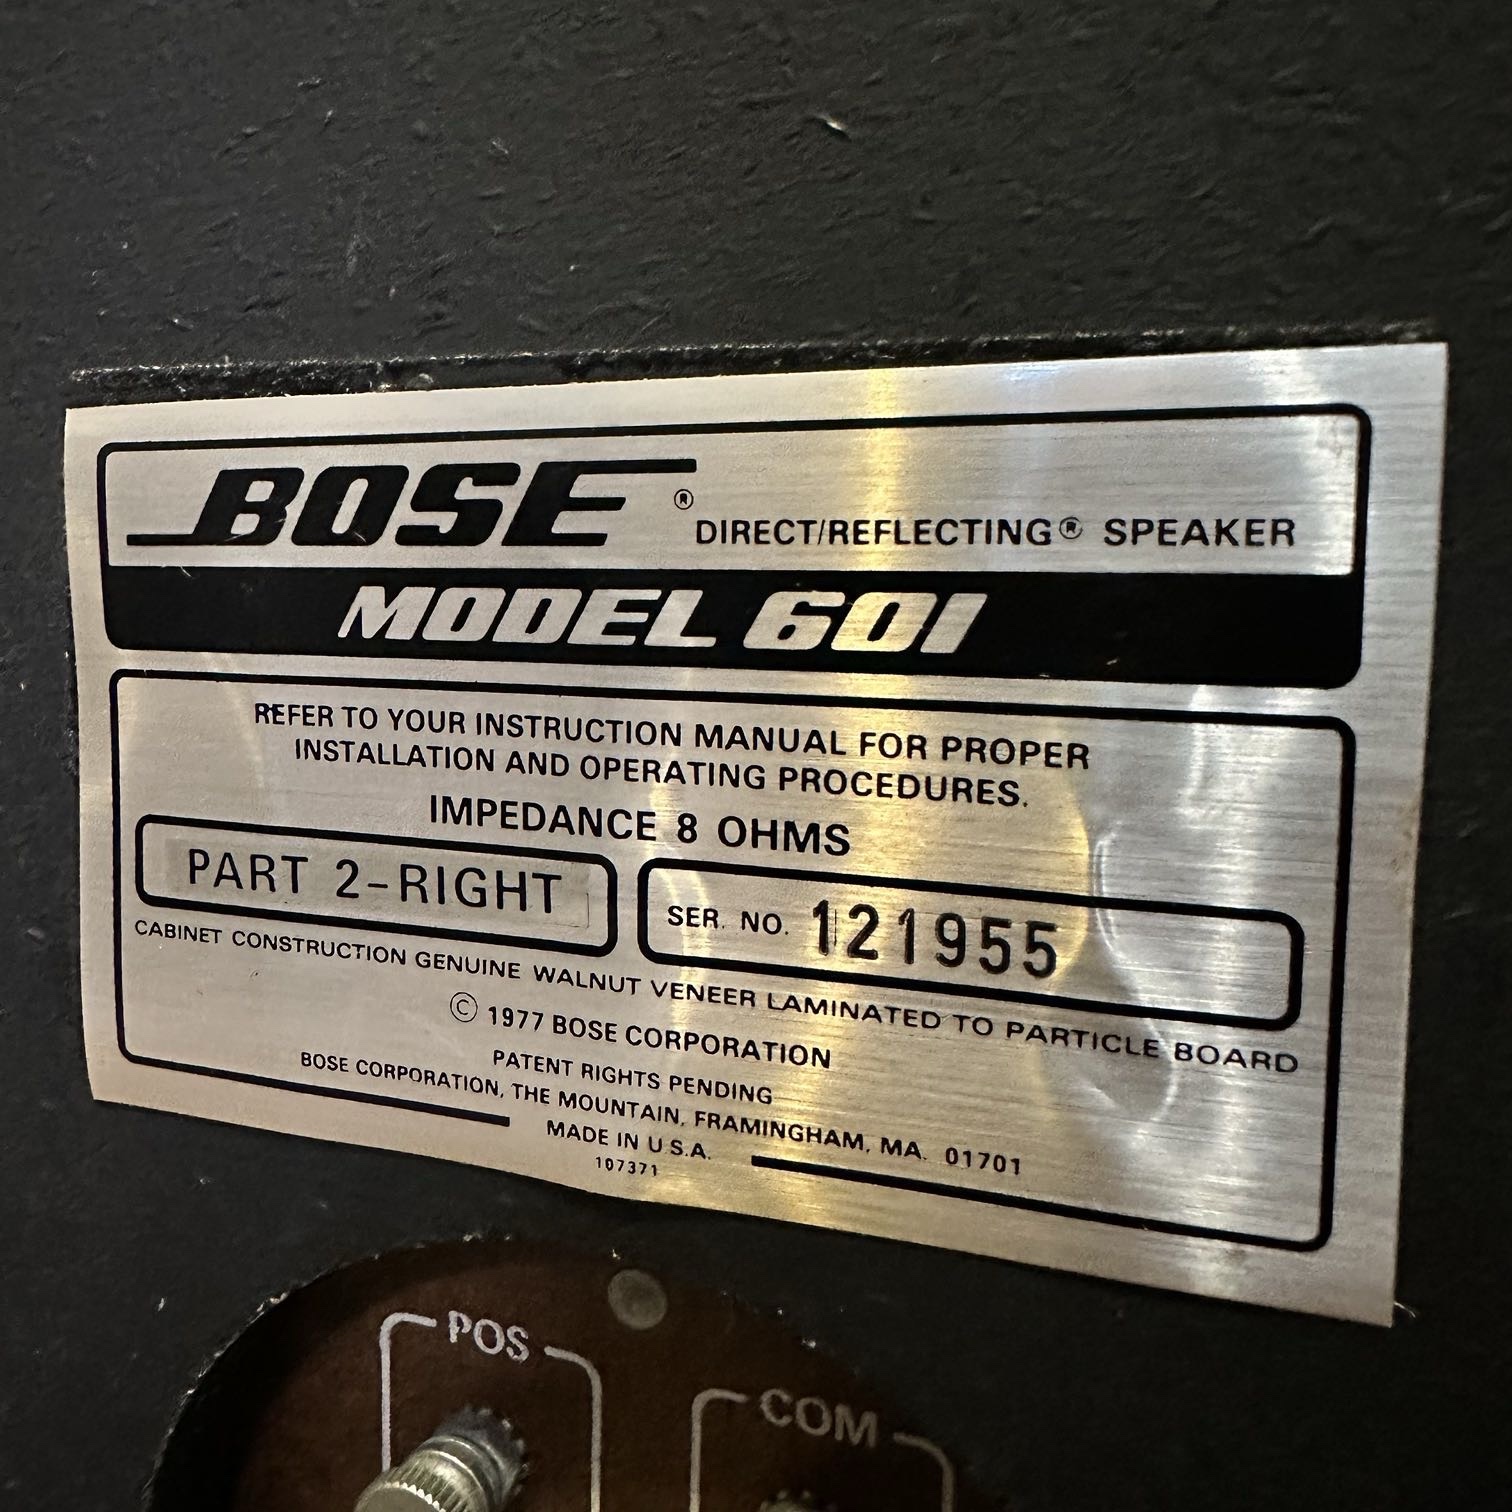 BOSE® DIRECT/REFLECTING® SPEAKER
MODEL 601
REFER TO YOUR INSTRUCTION MANUAL FOR PROPER
INSTALLATION AND OPERATING PROCEDURES.
IMPEDANCE 8 OHMS
PART 2-RIGHT
SER. NO. 121955
CABINET CONSTRUCTION GENUINE WALNUT VENEER LAMINATED TO PARTICLE BOARD
© 1977 BOSE CORPORATION
PATENT RIGHTS PENDING
BOSE CORPORATION, THE MOUNTAIN, FRAMINGHAM, MA. 01701
MADE IN U.S.A.
107371
POS
COM